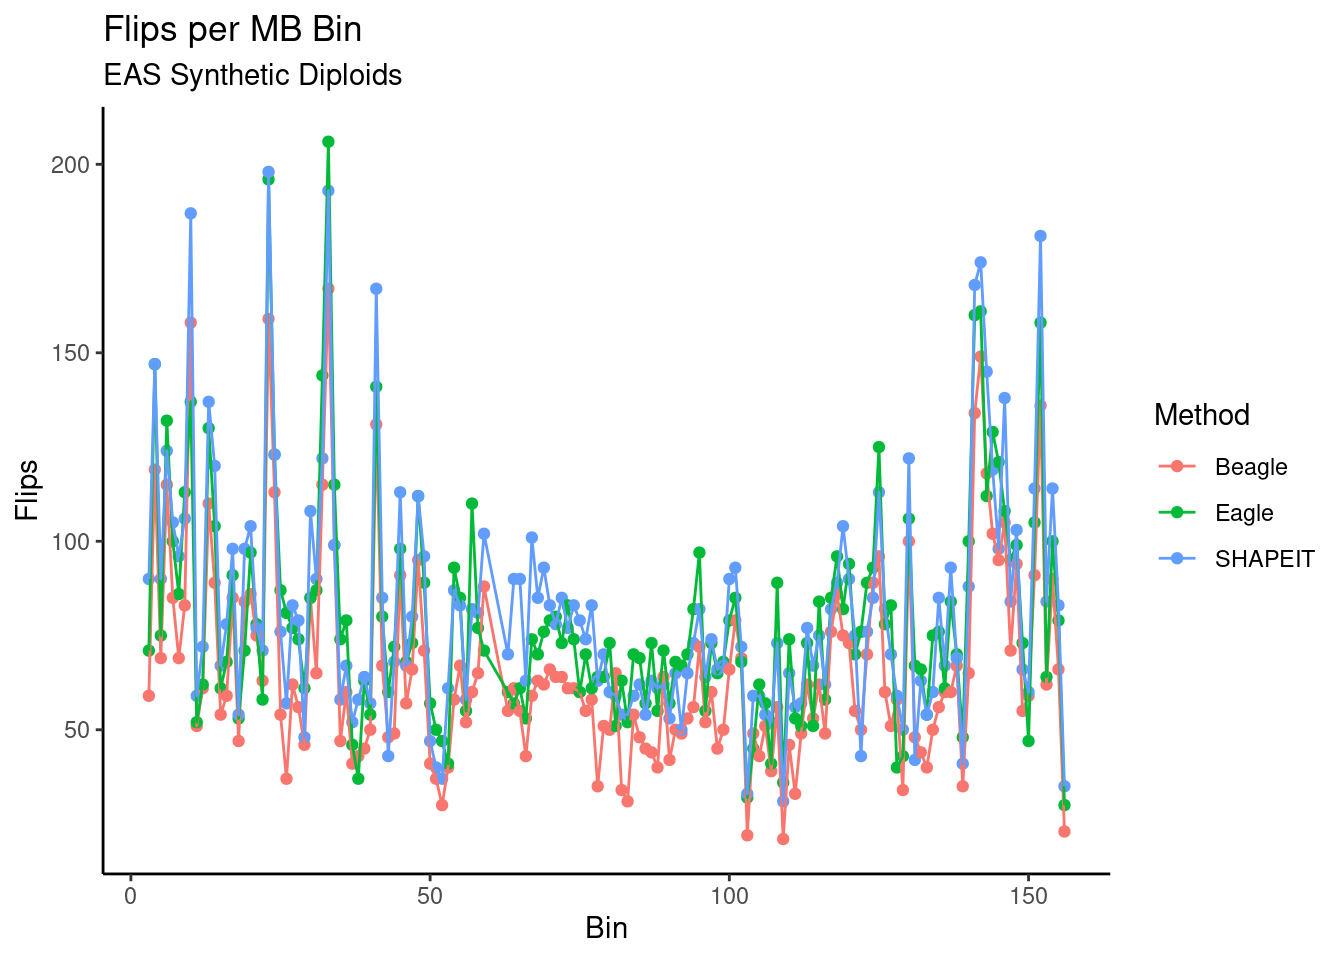 Flips per MB Bin
EAS Synthetic Diploids
200
150
100
50
Flips
0 50 100 150
Bin
Method
Beagle
Eagle
SHAPEIT